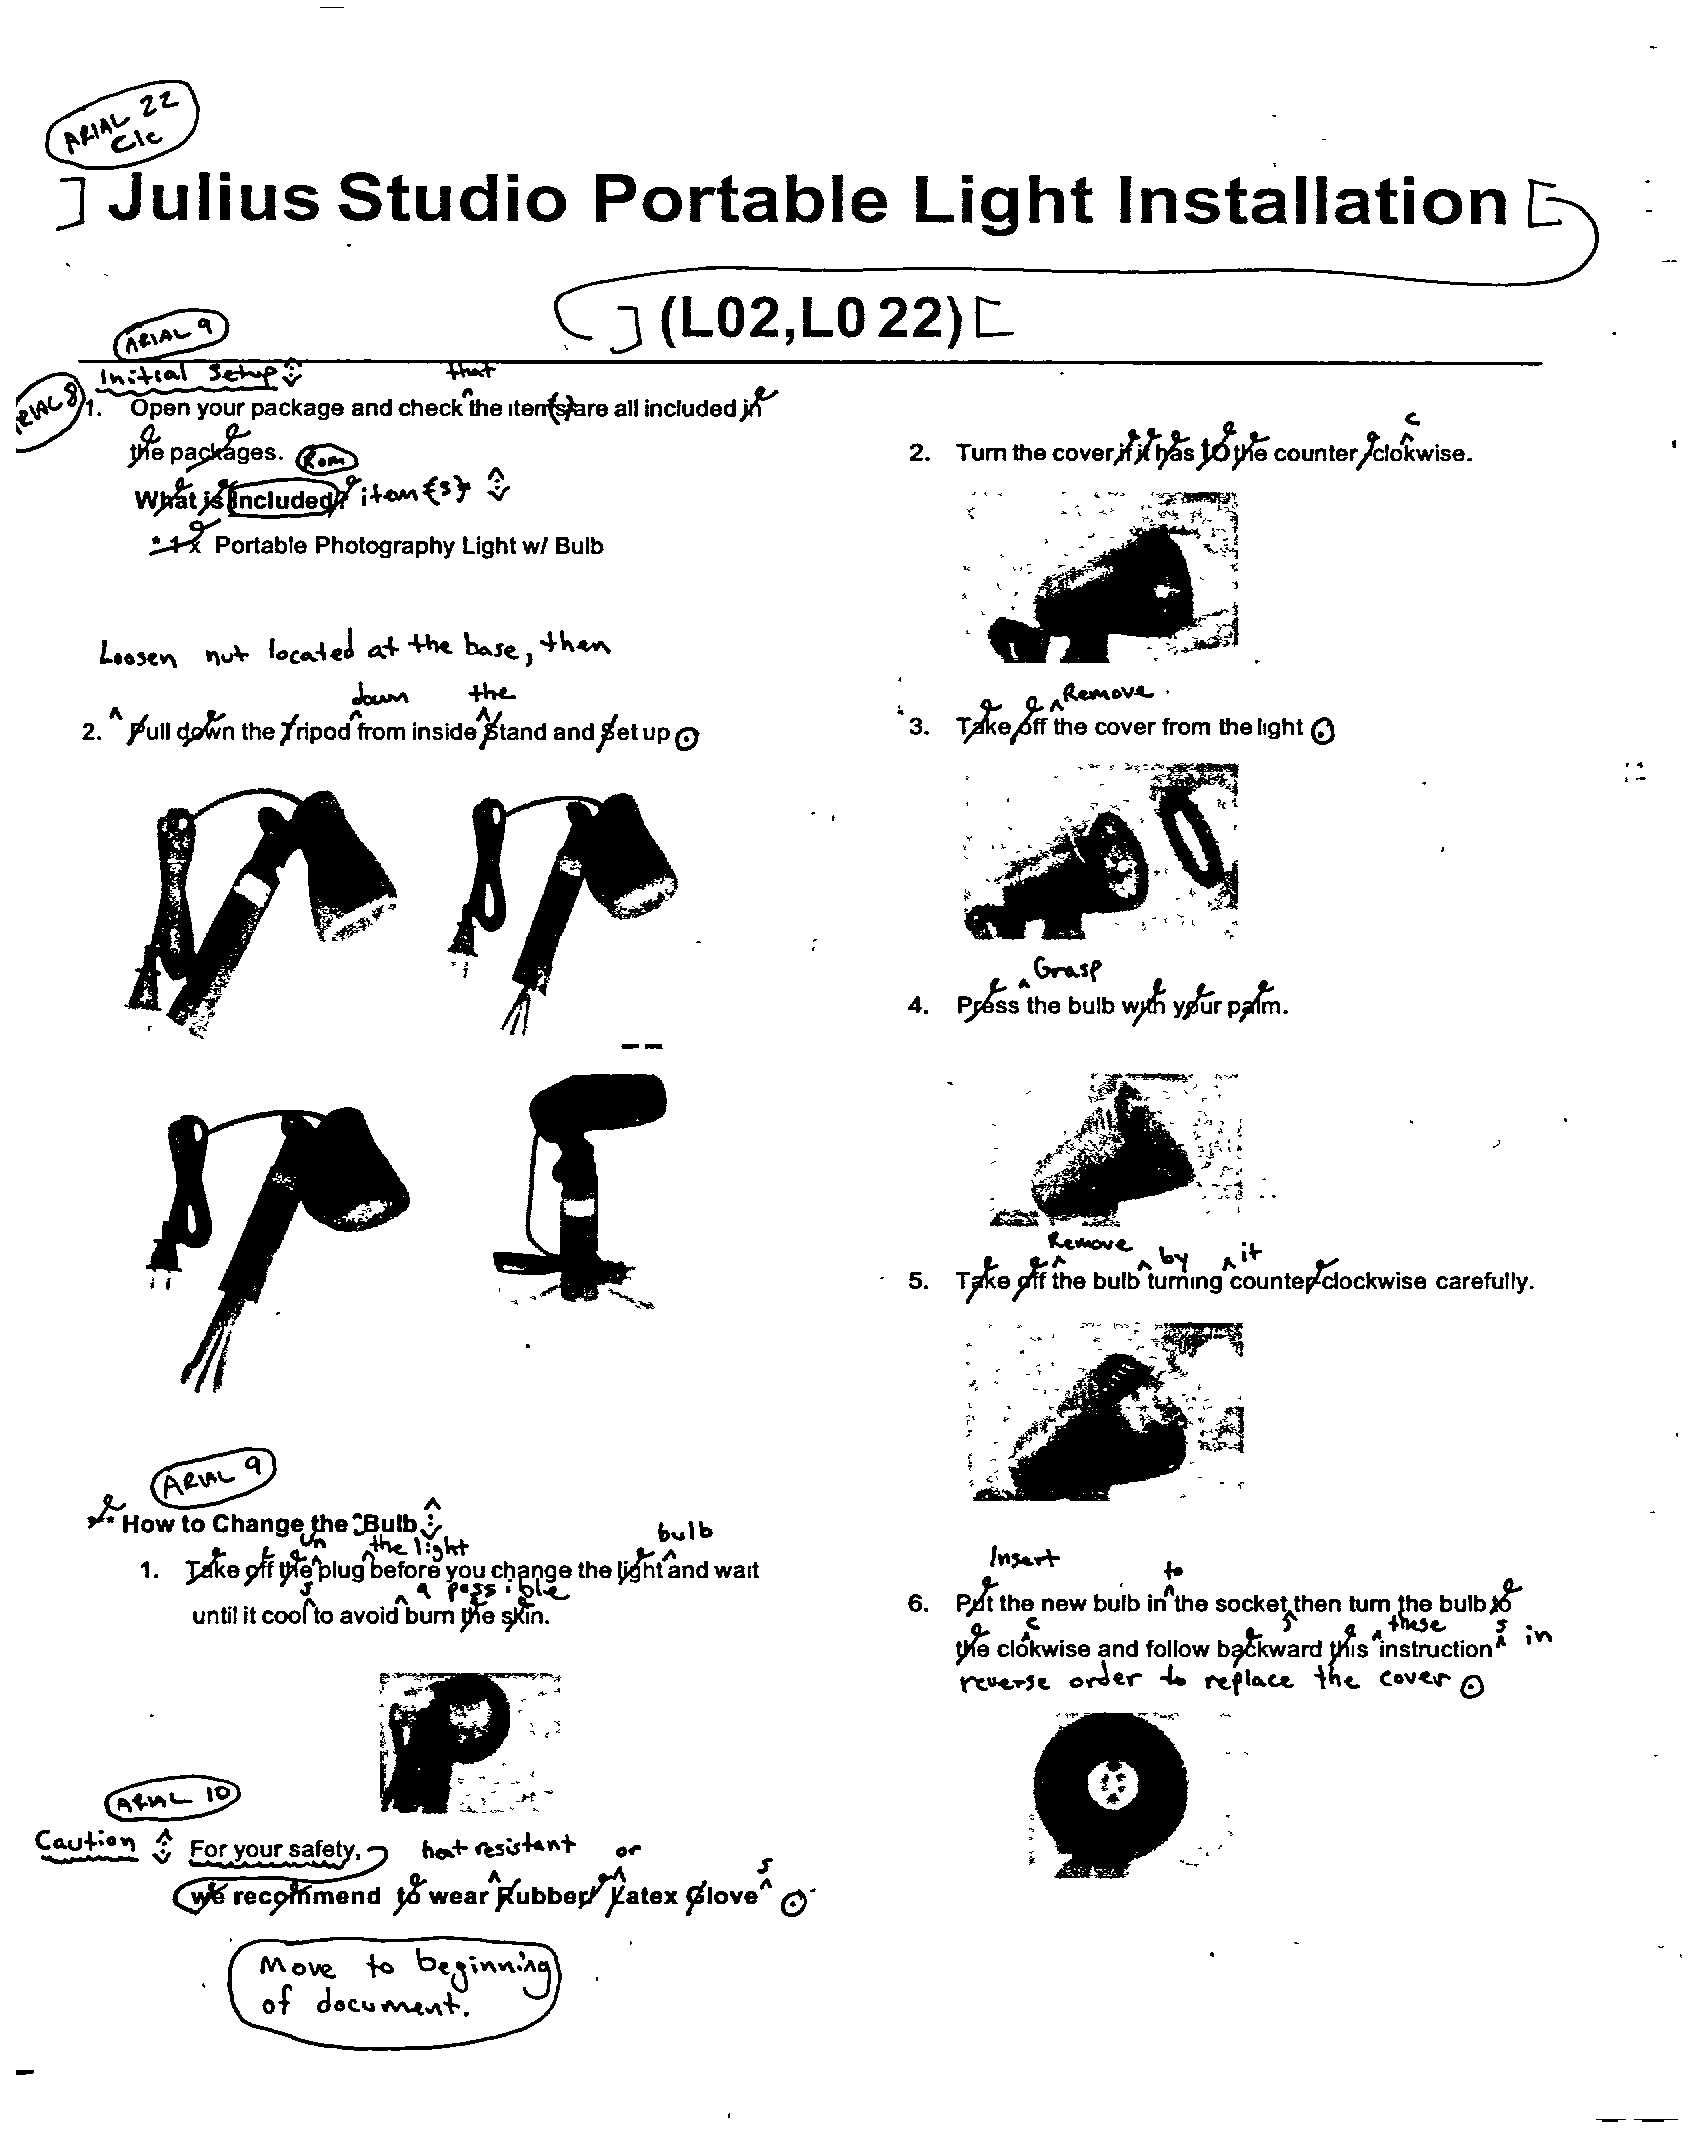 ARIAL 22
C/c
] Julius Studio Portable Light Installation [
] (L02,L022) [
ARIAL 9
Initial Setup :
ARIAL 8
that
1. Open your package and check the item(s) are all included in
the packages. Rom
What is Included? item(s) :
* 1 x Portable Photography Light w/ Bulb
Loosen nut located at the base, then
down the
2. Pull down the Tripod from inside Stand and Set up .
ARIAL 9
** How to Change the Bulb :
un the light bulb
1. Take off the plug before you change the light and wait
s a possible
until it cool to avoid burn the skin.
ARIAL 10
Caution : For your safety,
heat resistant or
we recommend to wear Rubber/ Latex Glove s .
Move to beginning
of document.
c
2. Turn the cover if it has to the counter clokwise.
Remove
3. Take off the cover from the light .
Grasp
4. Press the bulb with your palm.
Remove by it
5. Take off the bulb turning counter-clockwise carefully.
Insert to
6. Put the new bulb in the socket then turn the bulb to
c , these s
the clokwise and follow backward this instruction in
reverse order to replace the cover .